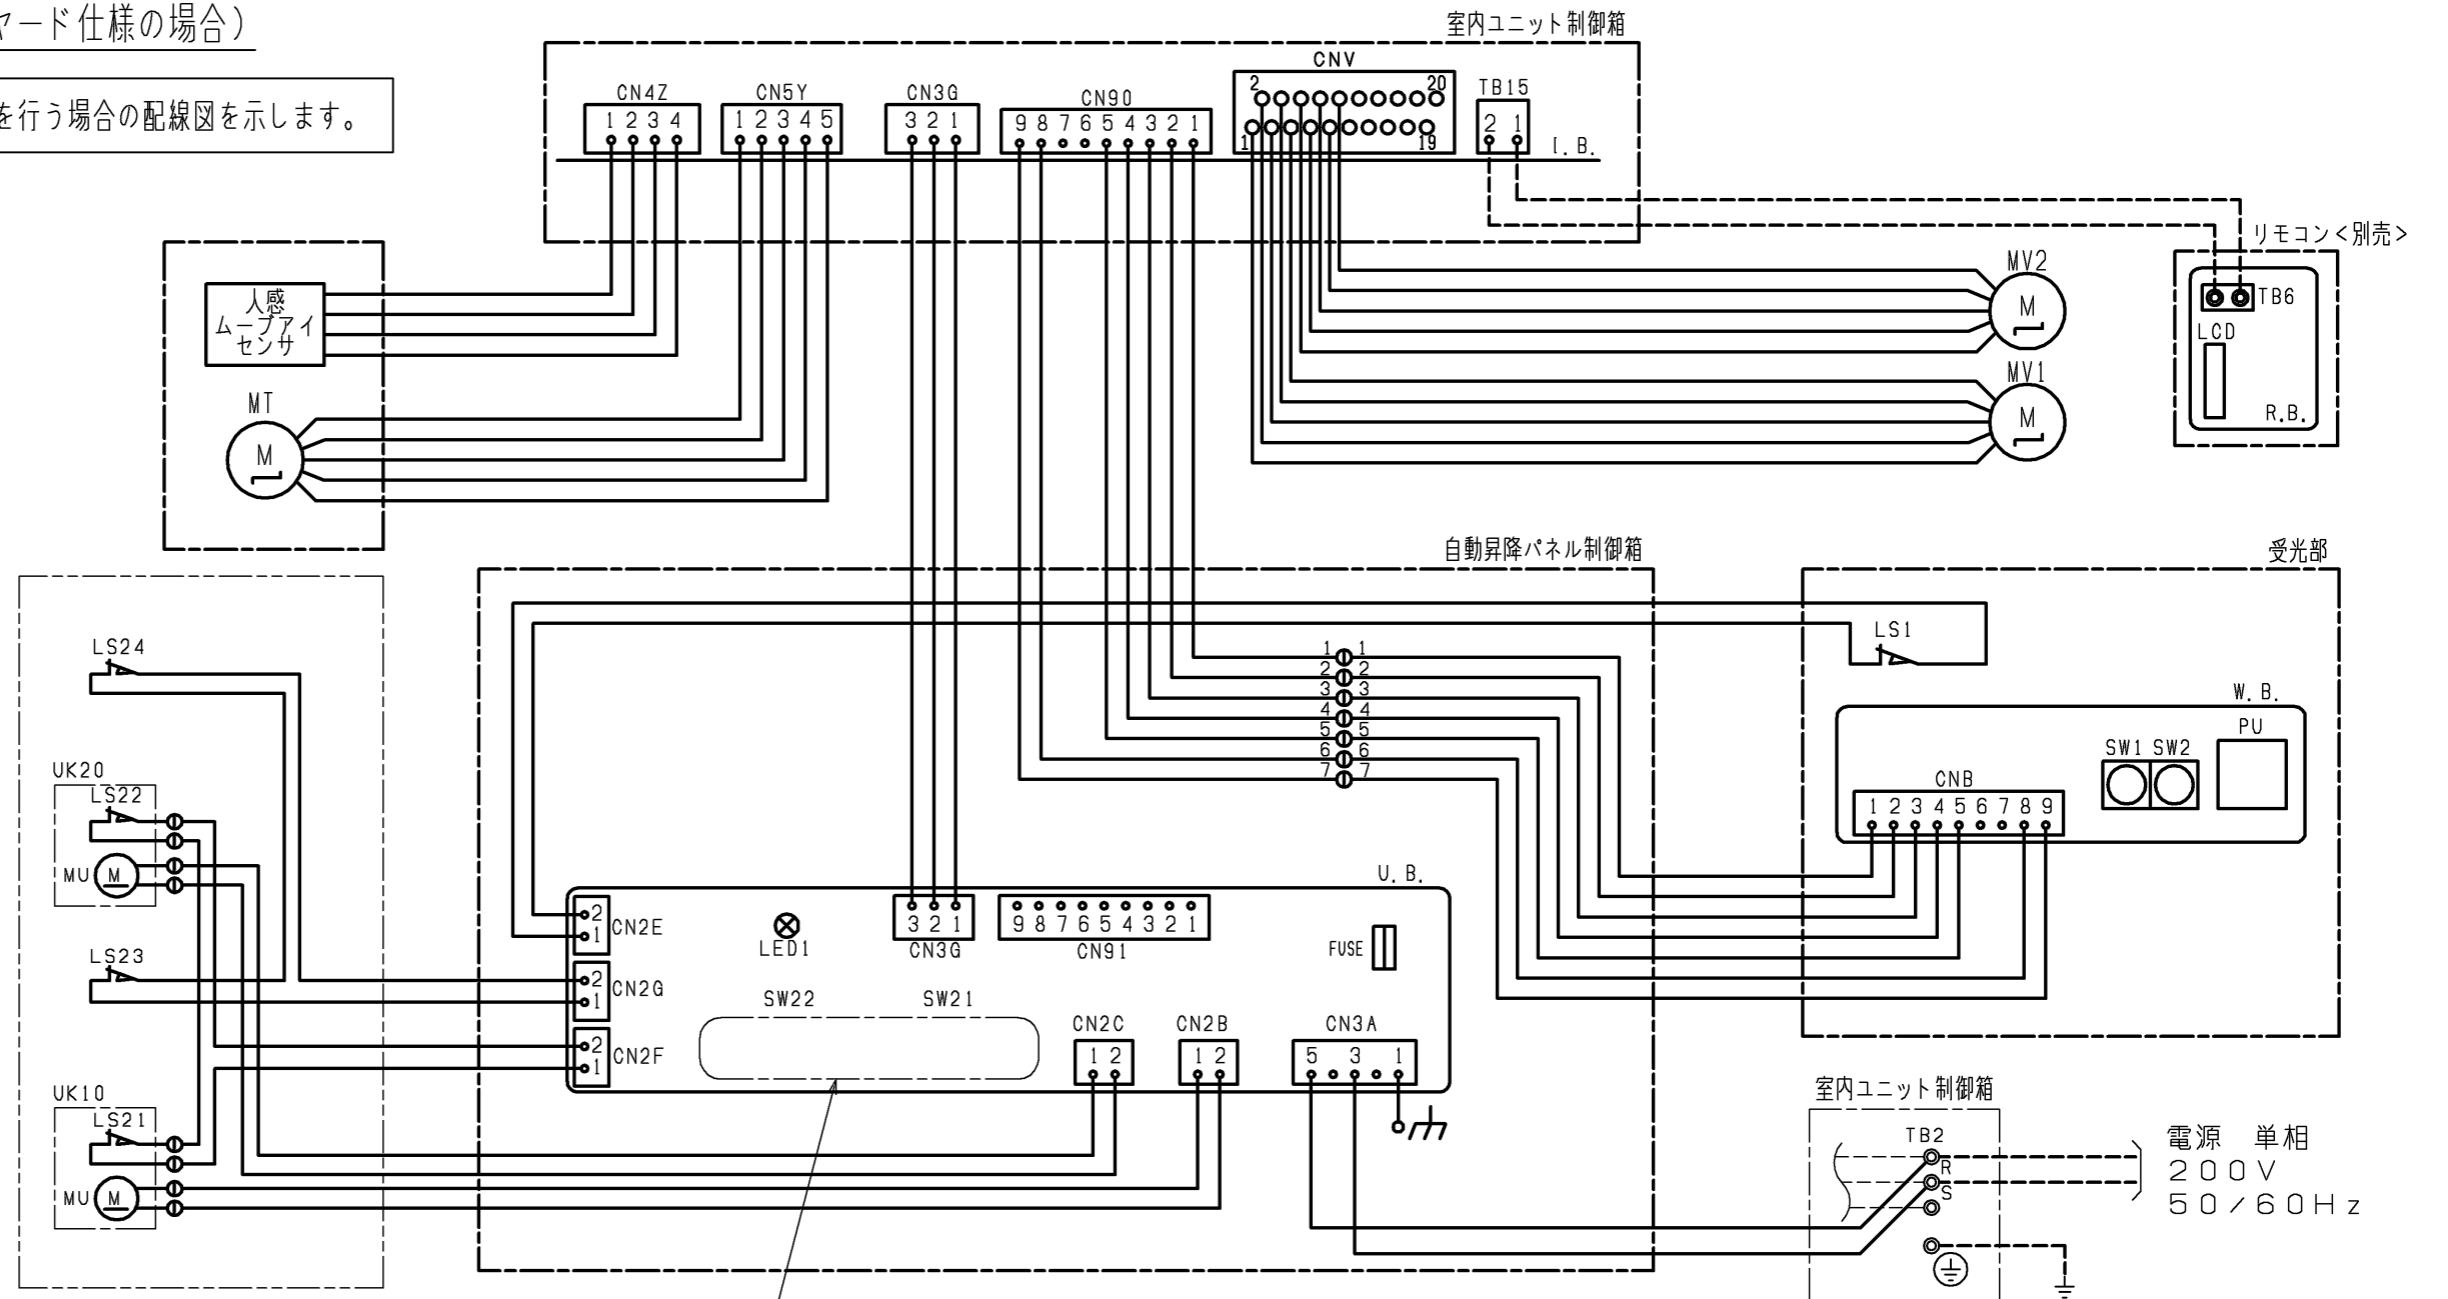 ヤード仕様の場合)
を行う場合の配線図を示します。
室内ユニット制御箱
CN4Z
1 2 3 4
CN5Y
1 2 3 4 5
CN3G
3 2 1
CN90
9 8 7 6 5 4 3 2 1
CNV
2 20
1 19
TB15
2 1
I.B.
リモコン<別売>
TB6
LCD
R.B.
MV2
M
MV1
M
人感
ムーブアイ
センサ
MT
M
自動昇降パネル制御箱
受光部
LS24
UK20
LS22
MU M
LS23
UK10
LS21
MU M
1 1
2 2
3 3
4 4
5 5
6 6
7 7
LS1
W.B.
PU
SW1 SW2
CNB
1 2 3 4 5 6 7 8 9
U.B.
2
1
CN2E
LED1
3 2 1
CN3G
9 8 7 6 5 4 3 2 1
CN91
FUSE
2
1
CN2G
SW22 SW21
2
1
CN2F
CN2C
1 2
CN2B
1 2
CN3A
5 3 1
室内ユニット制御箱
TB2
R
S
電源 単相
200V
50/60Hz